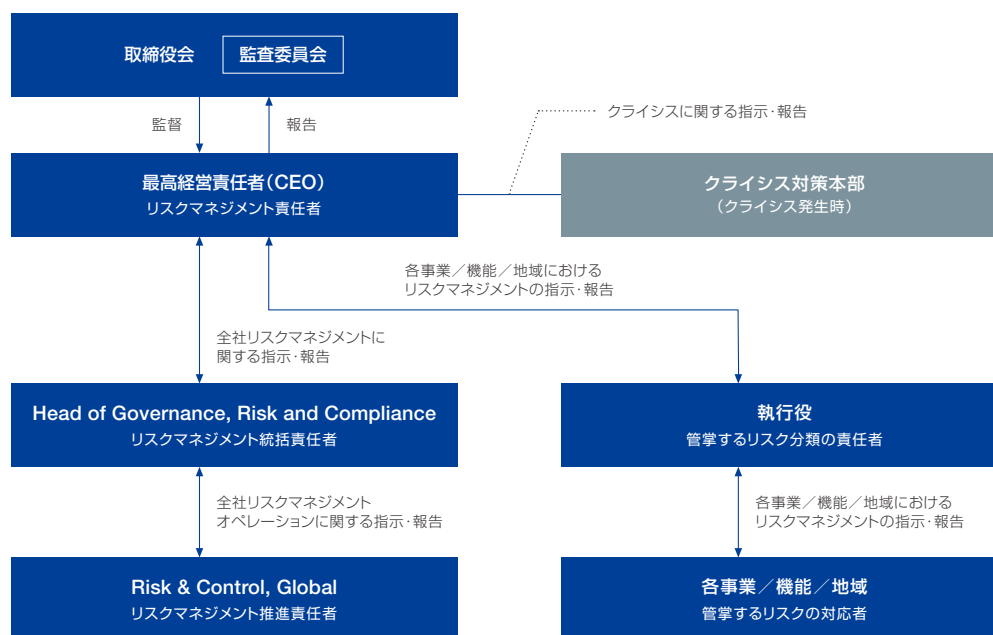 取締役会 監査委員会
監督
報告
クライシスに関する指示・報告
最高経営責任者（CEO）
リスクマネジメント責任者
クライシス対策本部
（クライシス発生時）
各事業／機能／地域における
リスクマネジメントの指示・報告
全社リスクマネジメントに
関する指示・報告
Head of Governance, Risk and Compliance
リスクマネジメント統括責任者
執行役
管掌するリスク分類の責任者
全社リスクマネジメント
オペレーションに関する指示・報告
各事業／機能／地域における
リスクマネジメントの指示・報告
Risk & Control, Global
リスクマネジメント推進責任者
各事業／機能／地域
管掌するリスクの対応者